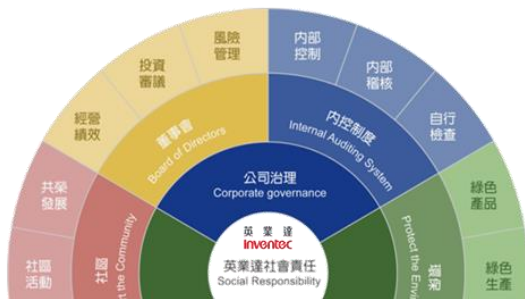 風險
管理
內部
控制
投資
審議
內部
稽核
經營
績效
董事會
Board of Directors
內控制度
Internal Auditing System
自行
檢查
共榮
發展
公司治理
Corporate governance
綠色
產品
社區
rt the Community
環保
Protect the Envi
英業達
Inventec
英業達社會責任
Social Responsibility
社區
活動
綠色
生產